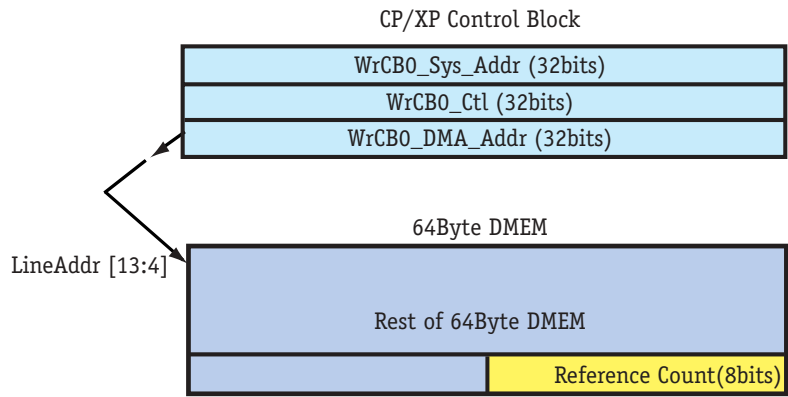 CP/XP Control Block
WrCB0_Sys_Addr (32bits)
WrCB0_Ctl (32bits)
WrCB0_DMA_Addr (32bits)
64Byte DMEM
LineAddr [13:4]
Rest of 64Byte DMEM
Reference Count(8bits)